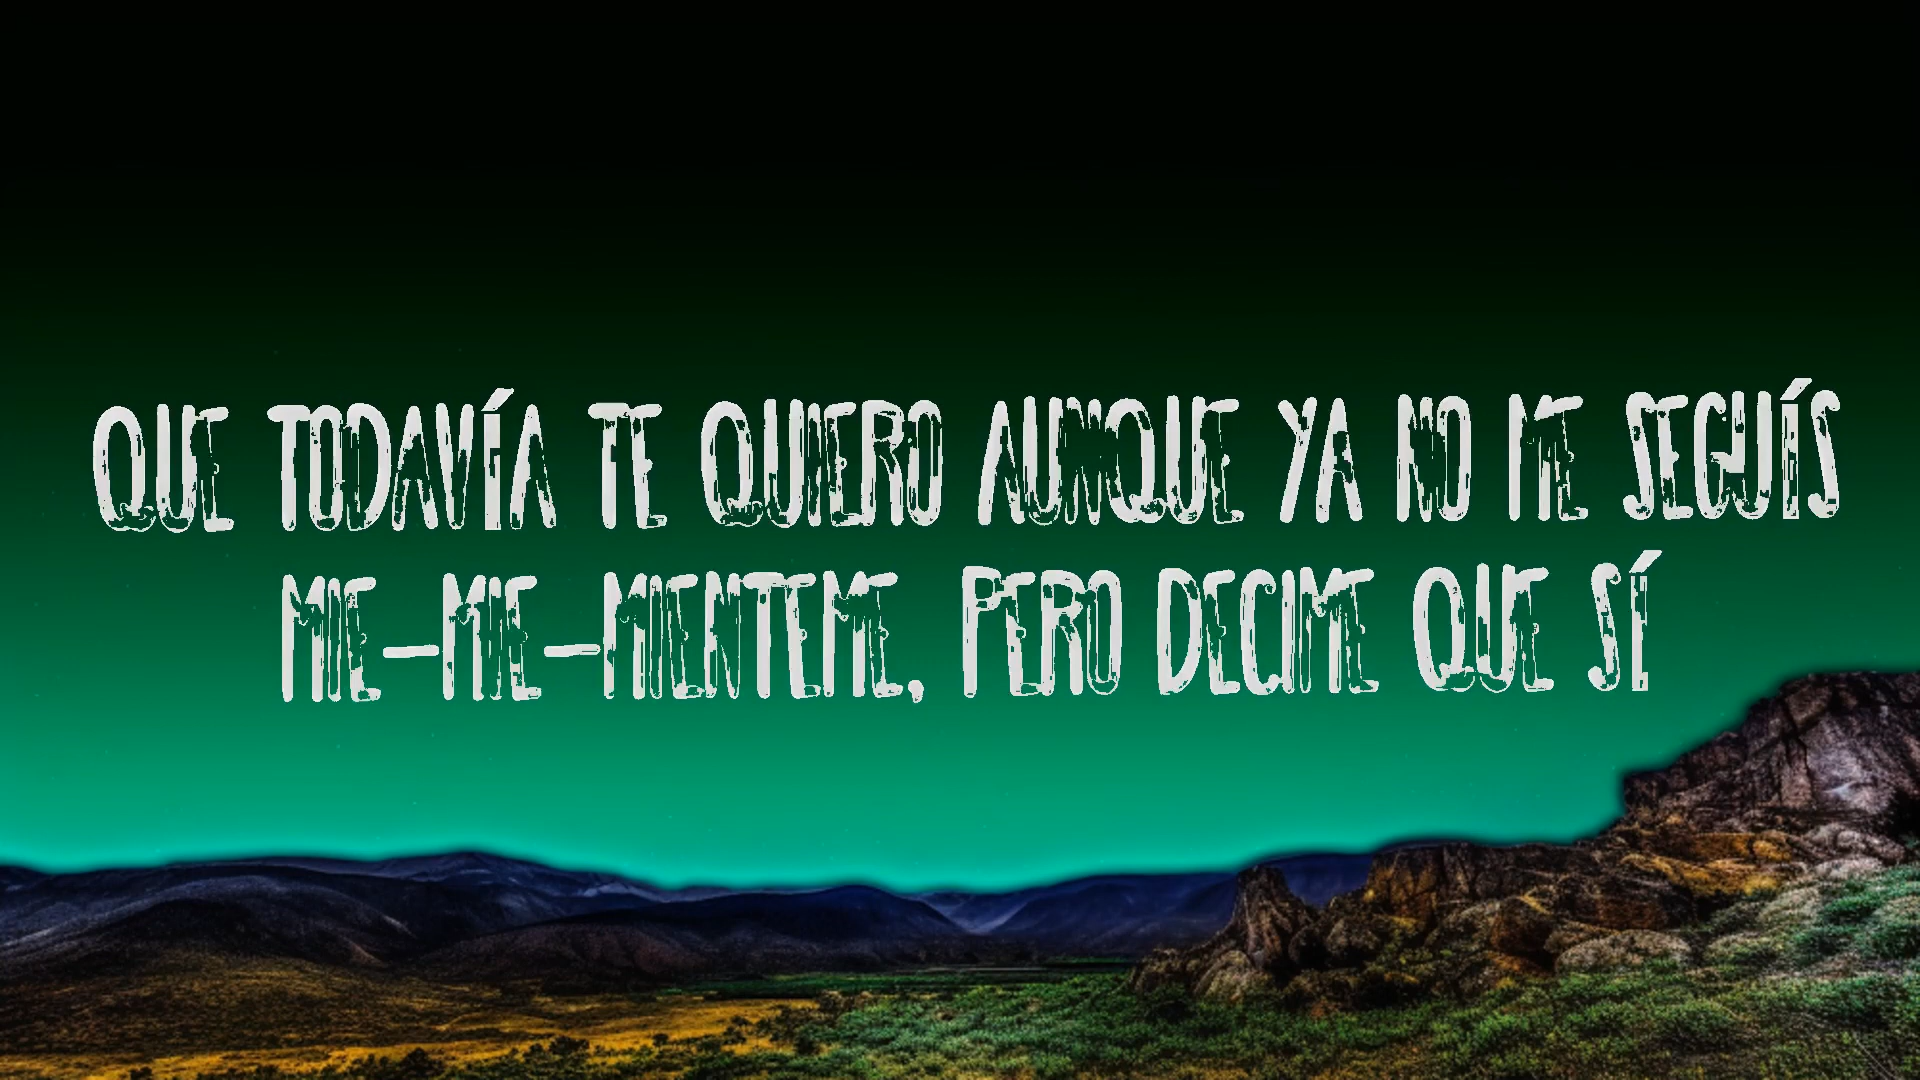 QUE TODAVÍA TE QUIERO AUNQUE YA NO ME SEGUÍS
MIE-MIE-MIENTEME, PERO DECIME QUE SÍ